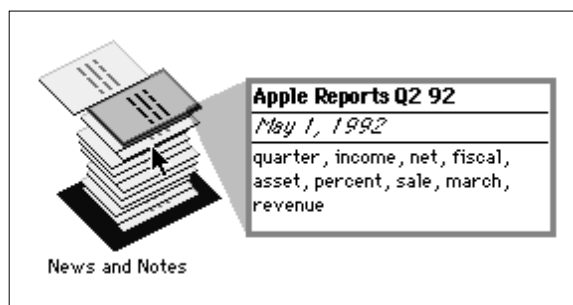 Apple Reports Q2 92
May 1, 1992
quarter, income, net, fiscal,
asset, percent, sale, march,
revenue
News and Notes